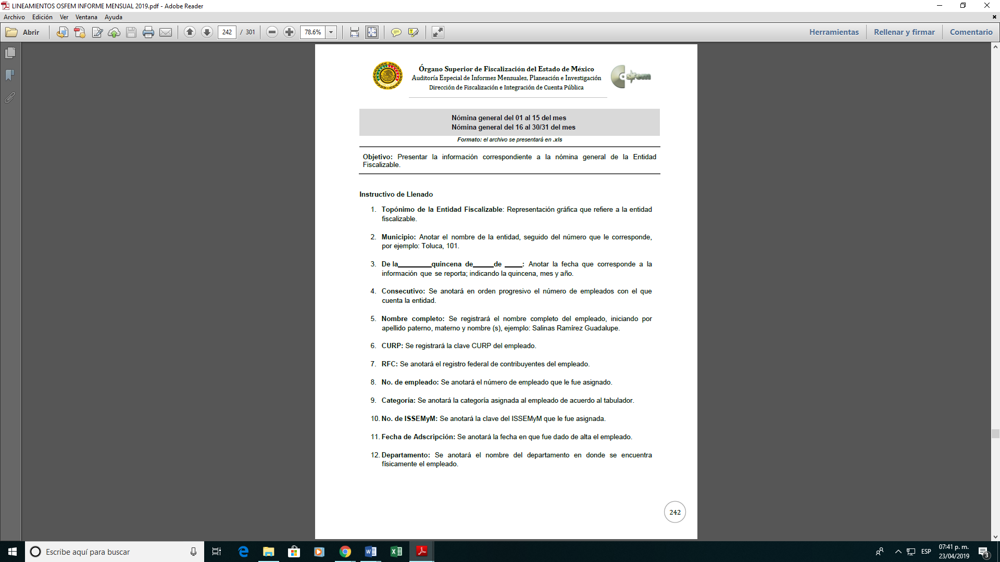 LINEAMIENTOS OSFEM INFORME MENSUAL 2019.pdf - Adobe Reader
Archivo Edición Ver Ventana Ayuda
Abrir 242 / 301 78.6% Herramientas Rellenar y firmar Comentario
Órgano Superior de Fiscalización del Estado de México
Auditoría Especial de Informes Mensuales, Planeación e Investigación
Dirección de Fiscalización e Integración de Cuenta Pública
osfem
Nómina general del 01 al 15 del mes
Nómina general del 16 al 30/31 del mes
Formato: el archivo se presentará en .xls
Objetivo: Presentar la información correspondiente a la nómina general de la Entidad
Fiscalizable.
Instructivo de Llenado
1. Topónimo de la Entidad Fiscalizable: Representación gráfica que refiere a la entidad
fiscalizable.
2. Municipio: Anotar el nombre de la entidad, seguido del número que le corresponde,
por ejemplo: Toluca, 101.
3. De la_________quincena de_____de ____: Anotar la fecha que corresponde a la
información que se reporta; indicando la quincena, mes y año.
4. Consecutivo: Se anotará en orden progresivo el número de empleados con el que
cuenta la entidad.
5. Nombre completo: Se registrará el nombre completo del empleado, iniciando por
apellido paterno, materno y nombre (s), ejemplo: Salinas Ramírez Guadalupe.
6. CURP: Se registrará la clave CURP del empleado.
7. RFC: Se anotará el registro federal de contribuyentes del empleado.
8. No. de empleado: Se anotará el número de empleado que le fue asignado.
9. Categoría: Se anotará la categoría asignada al empleado de acuerdo al tabulador.
10. No. de ISSEMyM: Se anotará la clave del ISSEMyM que le fue asignada.
11. Fecha de Adscripción: Se anotará la fecha en que fue dado de alta el empleado.
12. Departamento: Se anotará el nombre del departamento en donde se encuentra
físicamente el empleado.
242
Escribe aquí para buscar
ESP
07:41 p. m.
23/04/2019
3